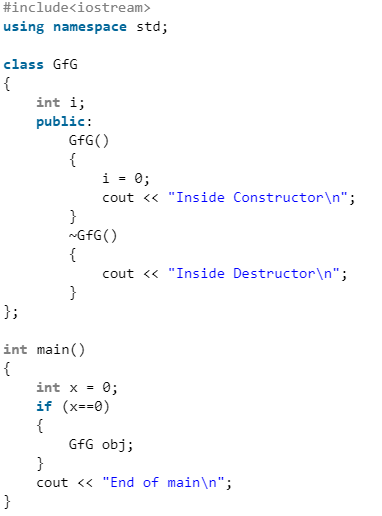 #include<iostream>
using namespace std;

class GfG
{
    int i;
    public:
        GfG()
        {
            i = 0;
            cout << "Inside Constructor\n";
        }
        ~GfG()
        {
            cout << "Inside Destructor\n";
        }
};

int main()
{
    int x = 0;
    if (x==0)
    {
        GfG obj;
    }
    cout << "End of main\n";
}